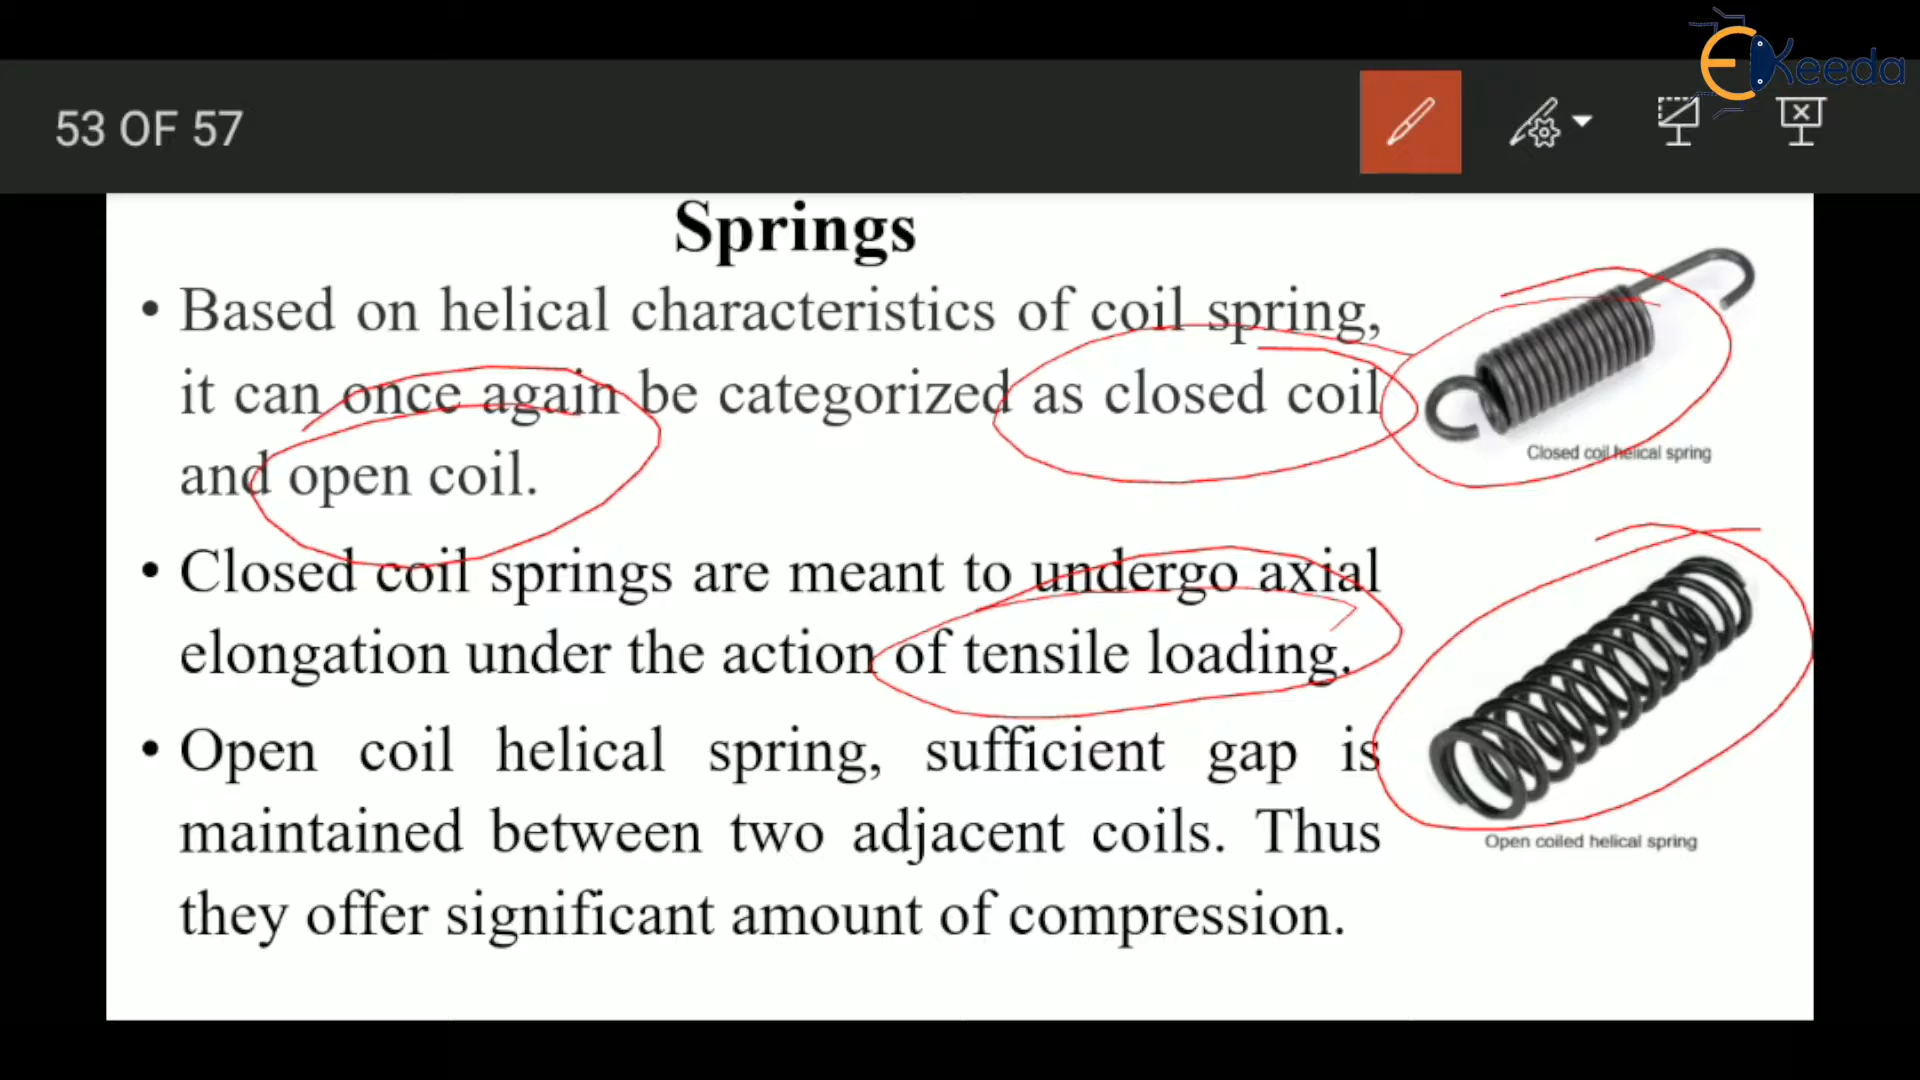 EKeeda
53 OF 57
Springs
• Based on helical characteristics of coil spring,
it can once again be categorized as closed coil
and open coil.
Closed coil helical spring
• Closed coil springs are meant to undergo axial
elongation under the action of tensile loading.
• Open coil helical spring, sufficient gap is
maintained between two adjacent coils. Thus
they offer significant amount of compression.
Open coiled helical spring